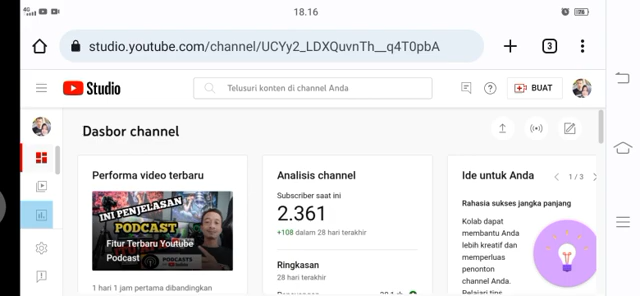 4G
18.16
studio.youtube.com/channel/UCYy2_LDXQuvnTh__q4T0pbA
3
Studio
Telusuri konten di channel Anda
BUAT
Dasbor channel
Performa video terbaru
INI PENJELASAN
PODCAST
Fitur Terbaru Youtube
Podcast
1 hari 1 jam pertama dibandingkan
Analisis channel
Subscriber saat ini
2.361
+108 dalam 28 hari terakhir
Ringkasan
28 hari terakhir
Ide untuk Anda
1 / 3
Rahasia sukses jangka panjang
Kolab dapat
membantu Anda
lebih kreatif dan
memperluas
penonton
channel Anda.
Pelajari tips